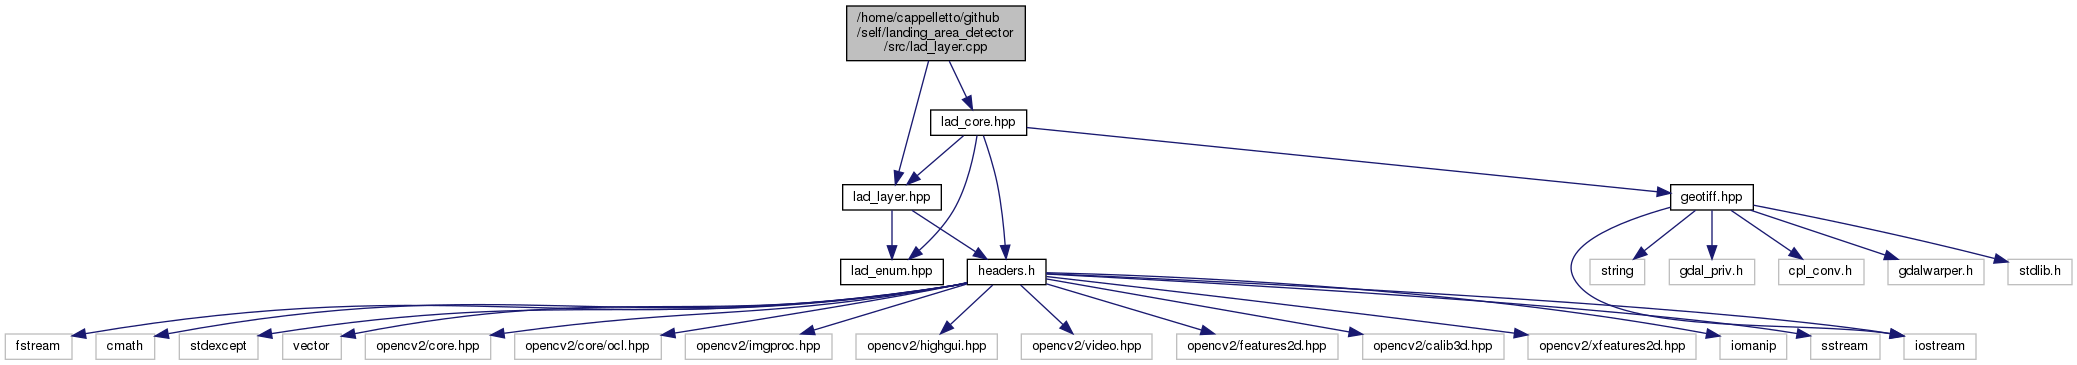 /home/cappelletto/github
/self/landing_area_detector
/src/lad_layer.cpp
lad_core.hpp
lad_layer.hpp
geotiff.hpp
lad_enum.hpp
headers.h
string
gdal_priv.h
cpl_conv.h
gdalwarper.h
stdlib.h
fstream
cmath
stdexcept
vector
opencv2/core.hpp
opencv2/core/ocl.hpp
opencv2/imgproc.hpp
opencv2/highgui.hpp
opencv2/video.hpp
opencv2/features2d.hpp
opencv2/calib3d.hpp
opencv2/xfeatures2d.hpp
iomanip
sstream
iostream